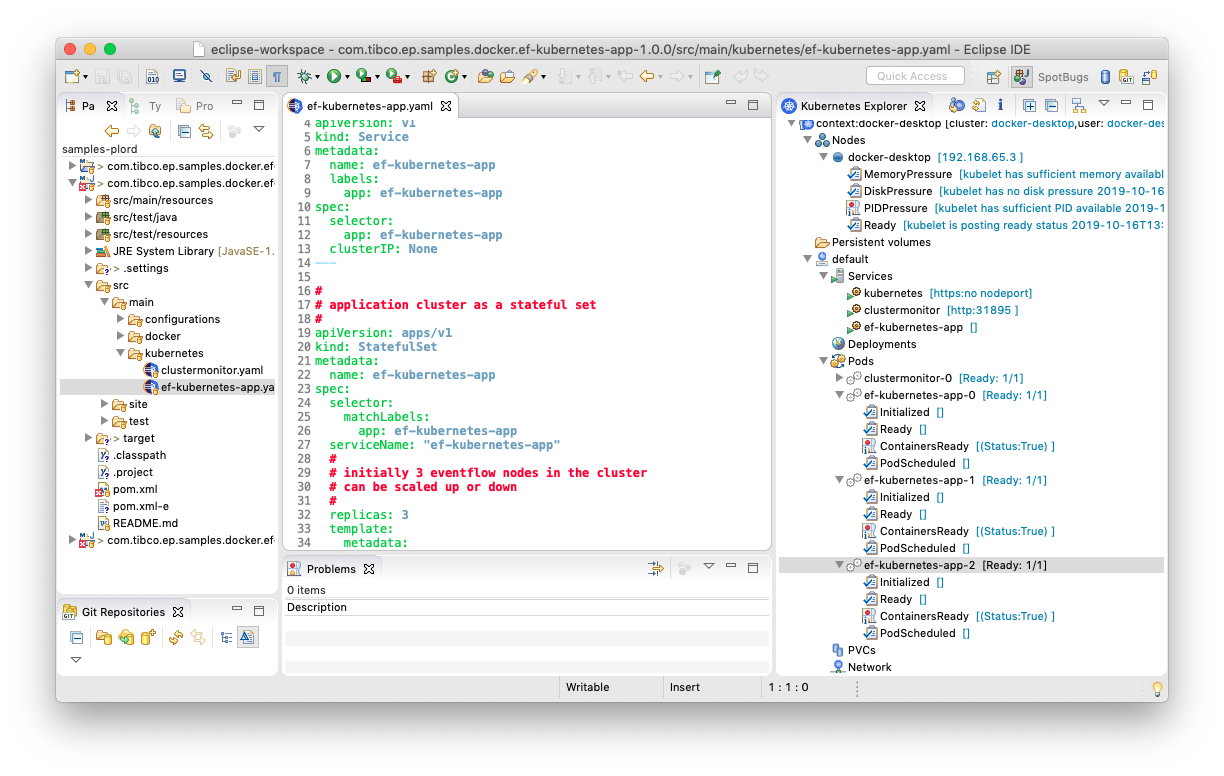 eclipse-workspace - com.tibco.ep.samples.docker.ef-kubernetes-app-1.0.0/src/main/kubernetes/ef-kubernetes-app.yaml - Eclipse IDE
010
¶
Quick Access
SpotBugs
GIT
Pa
Ty
Pro
samples-plord
> com.tibco.ep.samples.docker.ef
> com.tibco.ep.samples.docker.ef
src/main/resources
src/test/java
src/test/resources
JRE System Library [JavaSE-1.
> .settings
src
main
configurations
docker
kubernetes
clustermonitor.yaml
ef-kubernetes-app.ya
site
test
> target
.classpath
.project
pom.xml
pom.xml-e
README.md
> com.tibco.ep.samples.docker.ef
Git Repositories
ef-kubernetes-app.yaml
4 apiVersion: v1
5 kind: Service
6 metadata:
7 name: ef-kubernetes-app
8 labels:
9 app: ef-kubernetes-app
10 spec:
11 selector:
12 app: ef-kubernetes-app
13 clusterIP: None
14 ---
15
16 #
17 # application cluster as a stateful set
18 #
19 apiVersion: apps/v1
20 kind: StatefulSet
21 metadata:
22 name: ef-kubernetes-app
23 spec:
24 selector:
25 matchLabels:
26 app: ef-kubernetes-app
27 serviceName: "ef-kubernetes-app"
28 #
29 # initially 3 eventflow nodes in the cluster
30 # can be scaled up or down
31 #
32 replicas: 3
33 template:
34 metadata:
Problems
0 items
Description
Kubernetes Explorer
context:docker-desktop [cluster: docker-desktop,user: docker-des
Nodes
docker-desktop [192.168.65.3 ]
MemoryPressure [kubelet has sufficient memory availabl
DiskPressure [kubelet has no disk pressure 2019-10-16
PIDPressure [kubelet has sufficient PID available 2019-1
Ready [kubelet is posting ready status 2019-10-16T13:
Persistent volumes
default
Services
kubernetes [https:no nodeport]
clustermonitor [http:31895 ]
ef-kubernetes-app []
Deployments
Pods
clustermonitor-0 [Ready: 1/1]
ef-kubernetes-app-0 [Ready: 1/1]
Initialized []
Ready []
ContainersReady [(Status:True) ]
PodScheduled []
ef-kubernetes-app-1 [Ready: 1/1]
Initialized []
Ready []
ContainersReady [(Status:True) ]
PodScheduled []
ef-kubernetes-app-2 [Ready: 1/1]
Initialized []
Ready []
ContainersReady [(Status:True) ]
PodScheduled []
PVCs
Network
Writable
Insert
1 : 1 : 0